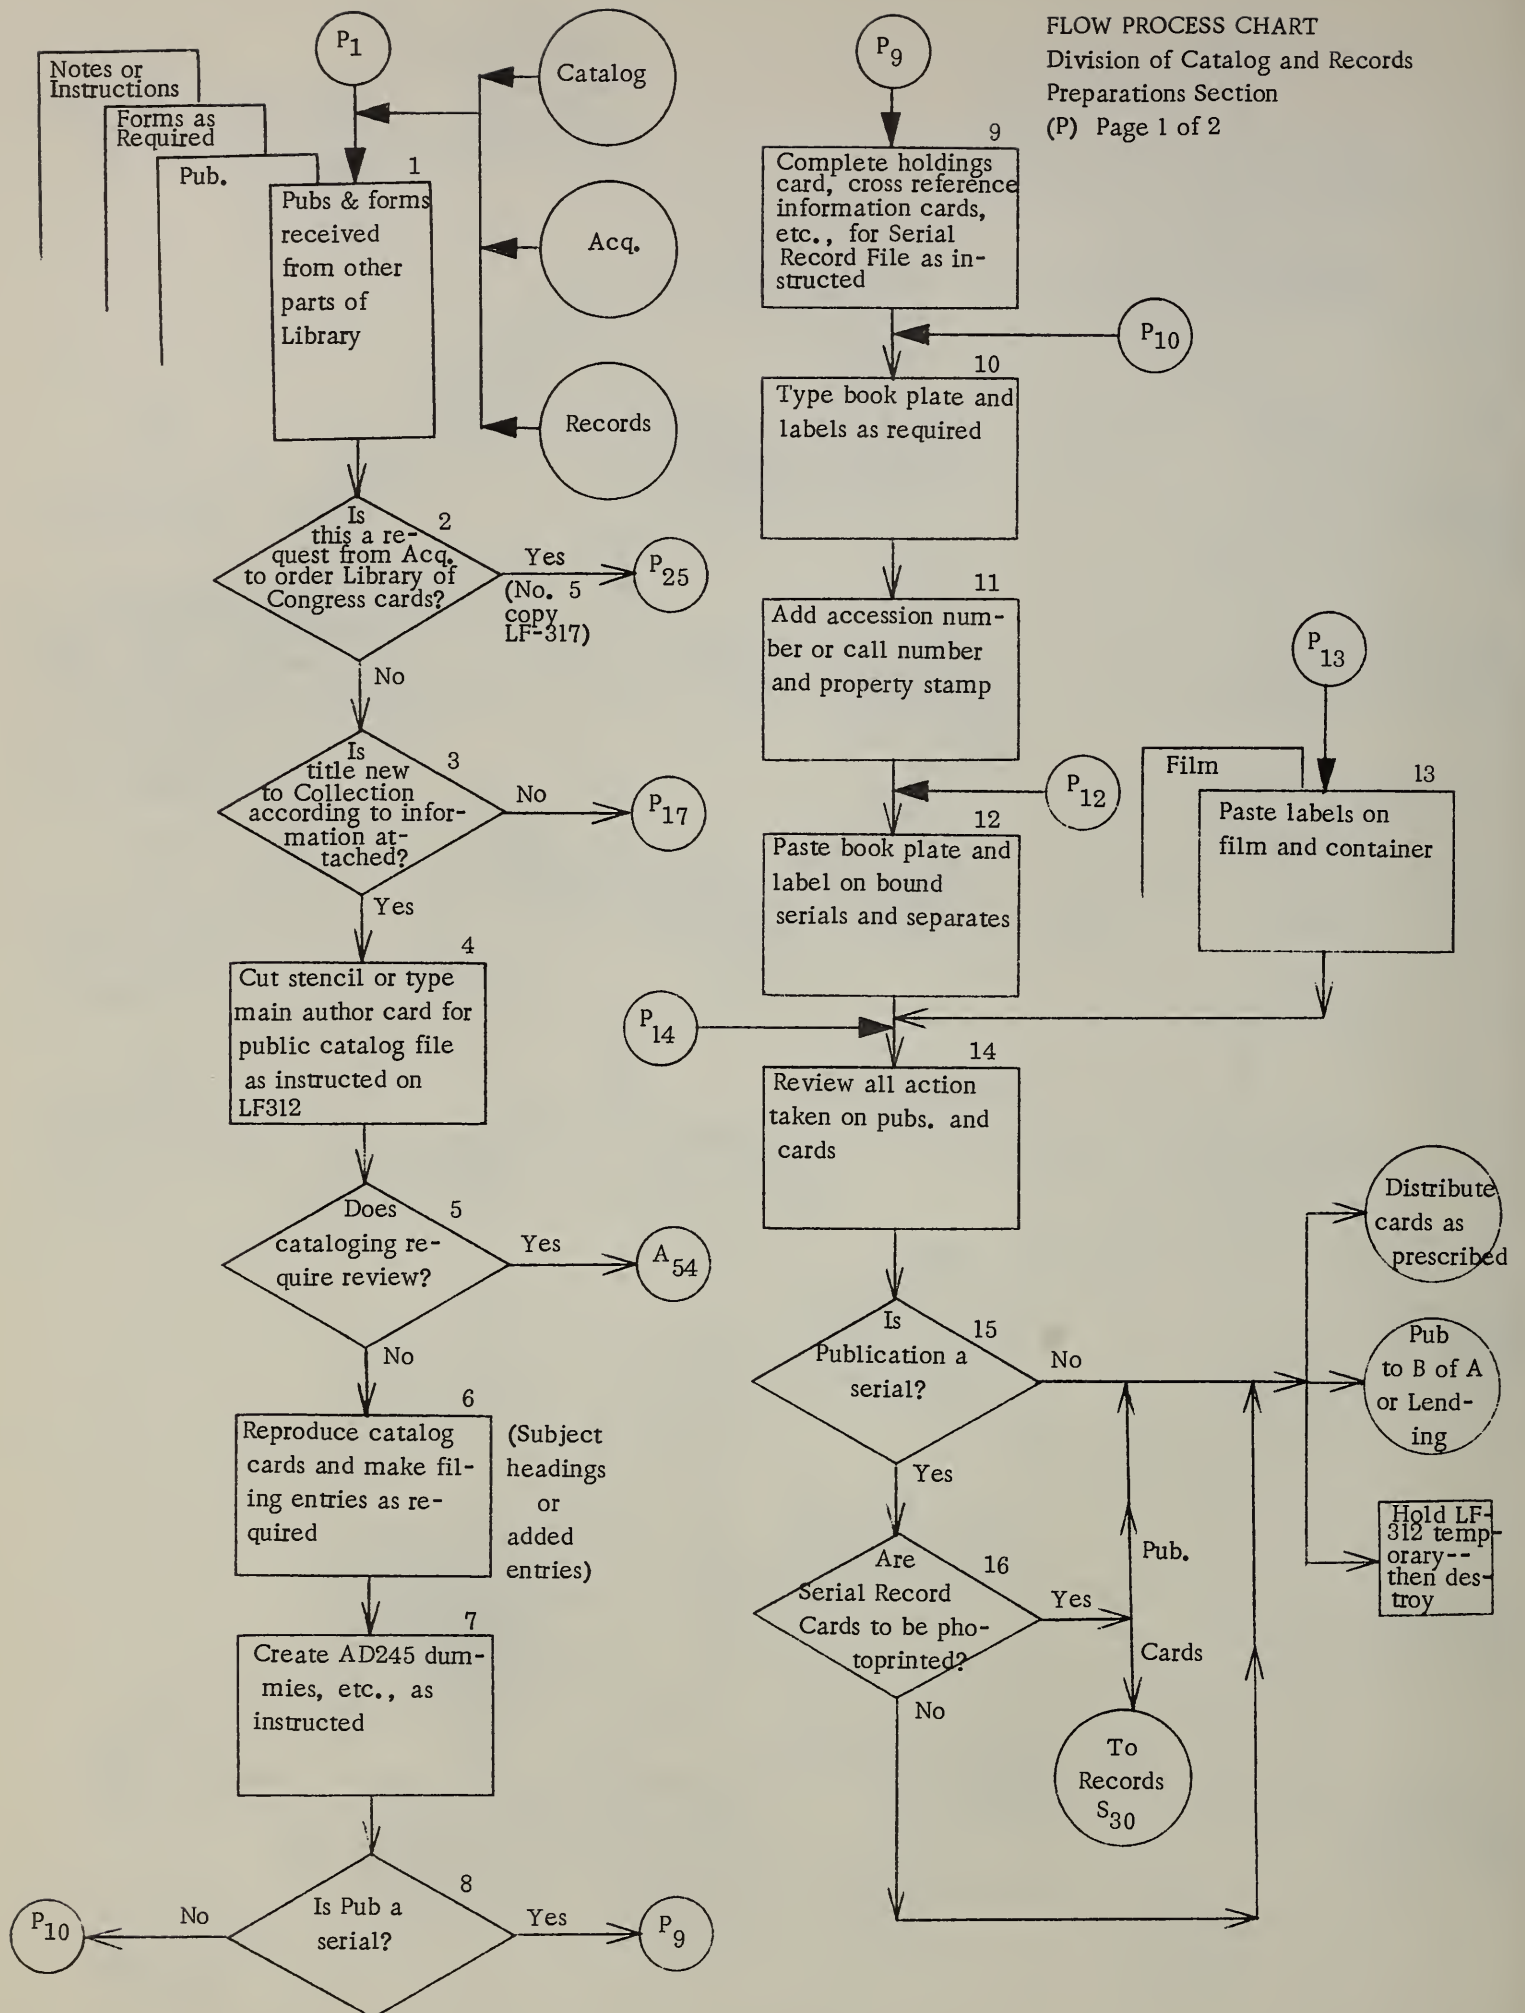 FLOW PROCESS CHART
Division of Catalog and Records
Preparations Section
(P) Page 1 of 2
P1
Notes or
Instructions
Forms as
Required
Pub.
Catalog
Acq.
Records
1
Pubs & forms
received
from other
parts of
Library
2
Is
this a re-
quest from Acq.
to order Library of
Congress cards?
Yes
(No. 5
copy
LF-317)
P25
No
3
Is
title new
to Collection
according to infor-
mation at-
tached?
No
P17
Yes
4
Cut stencil or type
main author card for
public catalog file
as instructed on
LF312
5
Does
cataloging re-
quire review?
Yes
A54
No
6
Reproduce catalog
cards and make fil-
ing entries as re-
quired
(Subject
headings
or
added
entries)
7
Create AD245 dum-
mies, etc., as
instructed
8
Is Pub a
serial?
No
P10
Yes
P9
P9
9
Complete holdings
card, cross reference
information cards,
etc., for Serial
Record File as in-
structed
P10
10
Type book plate and
labels as required
11
Add accession num-
ber or call number
and property stamp
P12
12
Paste book plate and
label on bound
serials and separates
P13
Film
13
Paste labels on
film and container
P14
14
Review all action
taken on pubs. and
cards
15
Is
Publication a
serial?
No
Yes
16
Are
Serial Record
Cards to be pho-
toprinted?
Yes
Pub.
Cards
No
To
Records
S30
Distribute
cards as
prescribed
Pub
to B of A
or Lend-
ing
Hold LF-
312 temp-
orary--
then des-
troy